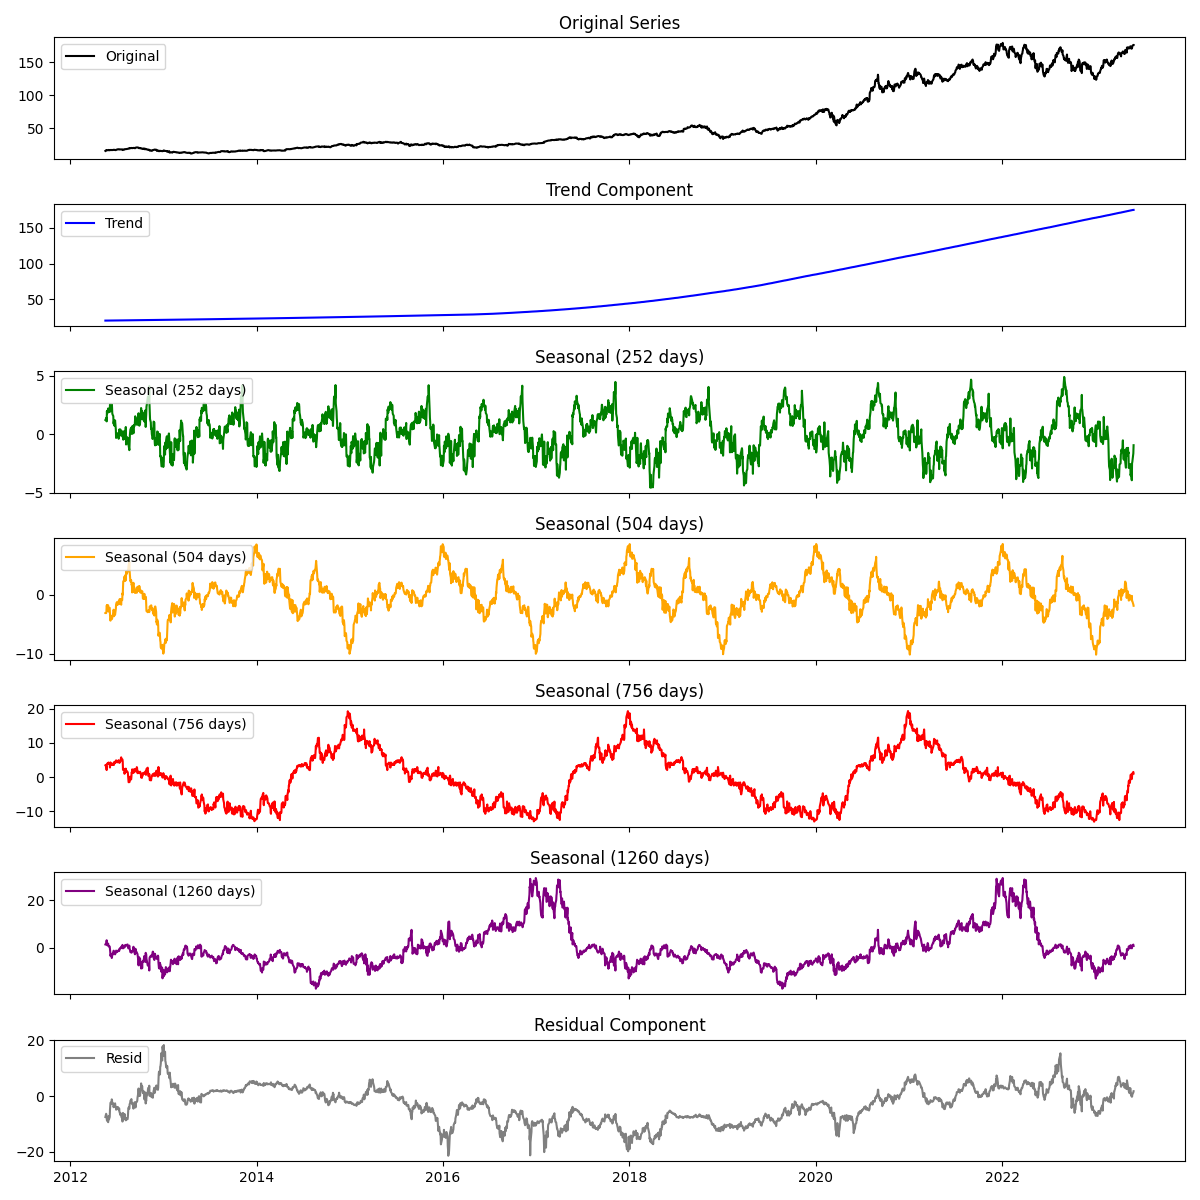 Original Series
Original
150
100
50
Trend Component
Trend
150
100
50
Seasonal (252 days)
Seasonal (252 days)
5
0
−5
Seasonal (504 days)
Seasonal (504 days)
0
−10
Seasonal (756 days)
Seasonal (756 days)
20
10
0
−10
Seasonal (1260 days)
Seasonal (1260 days)
20
0
Residual Component
Resid
20
0
−20
2012 2014 2016 2018 2020 2022